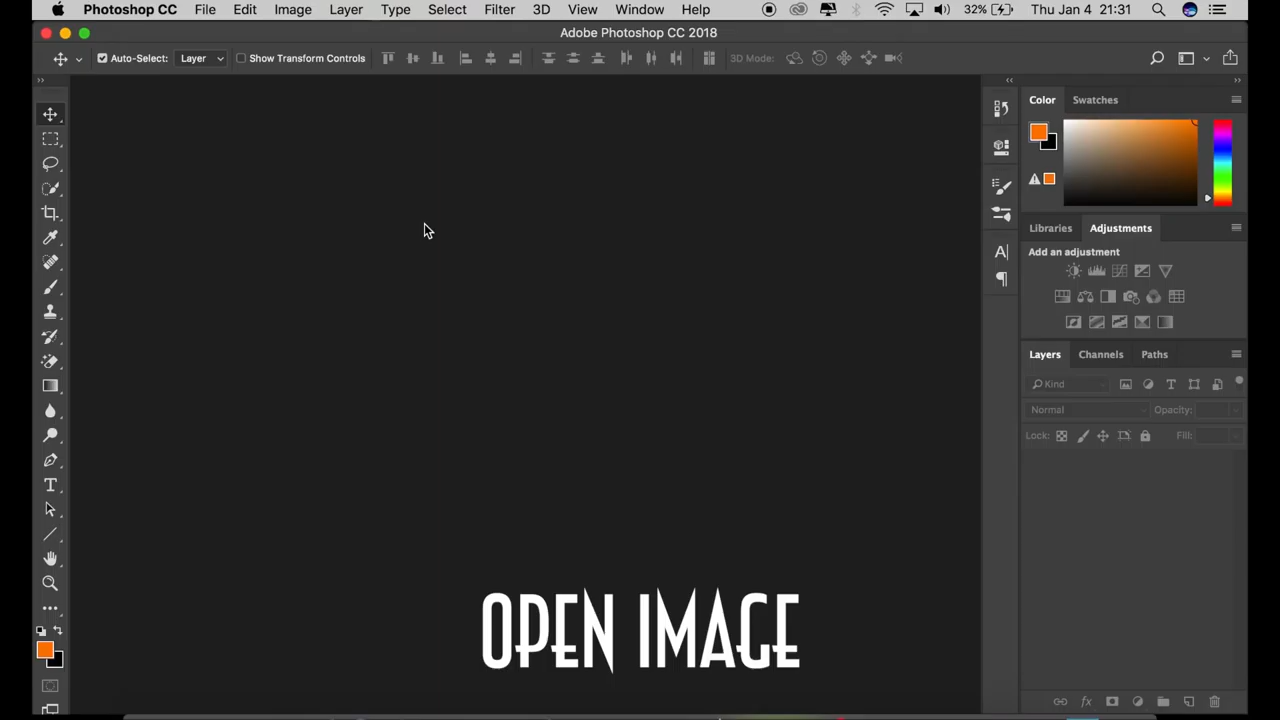 Photoshop CC File Edit Image Layer Type Select Filter 3D View Window Help 32% Thu Jan 4 21:31
Adobe Photoshop CC 2018
Auto-Select: Layer Show Transform Controls 3D Mode:
Color Swatches
Libraries Adjustments
Add an adjustment
Layers Channels Paths
Kind
Normal Opacity:
Lock: Fill:
OPEN IMAGE